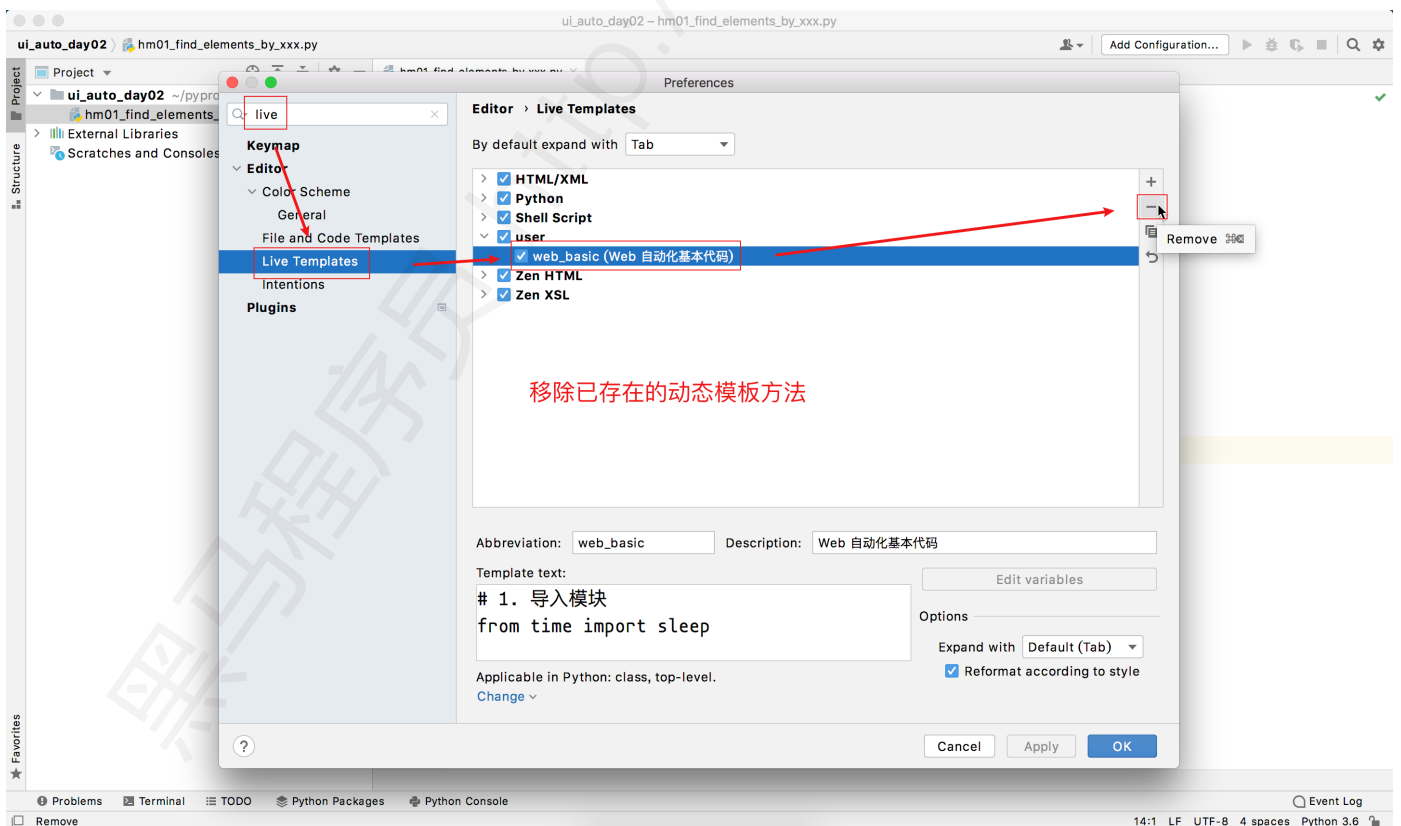 ui_auto_day02 – hm01_find_elements_by_xxx.py
ui_auto_day02 hm01_find_elements_by_xxx.py
Add Configuration...
Project
Project
ui_auto_day02 ~/pypro
hm01_find_elements_
External Libraries
Scratches and Consoles
Structure
Favorites
Preferences
live
Keymap
Editor
Color Scheme
General
File and Code Templates
Live Templates
Intentions
Plugins
Editor › Live Templates
By default expand with Tab
HTML/XML
Python
Shell Script
user
web_basic (Web 自动化基本代码)
Zen HTML
Zen XSL
Remove ⌘⌫
移除已存在的动态模板方法
Abbreviation: web_basic Description: Web 自动化基本代码
Template text:
# 1. 导入模块
from time import sleep
Edit variables
Options
Expand with Default (Tab)
Reformat according to style
Applicable in Python: class, top-level.
Change
?
Cancel Apply OK
Problems Terminal TODO Python Packages Python Console Event Log
Remove 14:1 LF UTF-8 4 spaces Python 3.6
黑马程序员